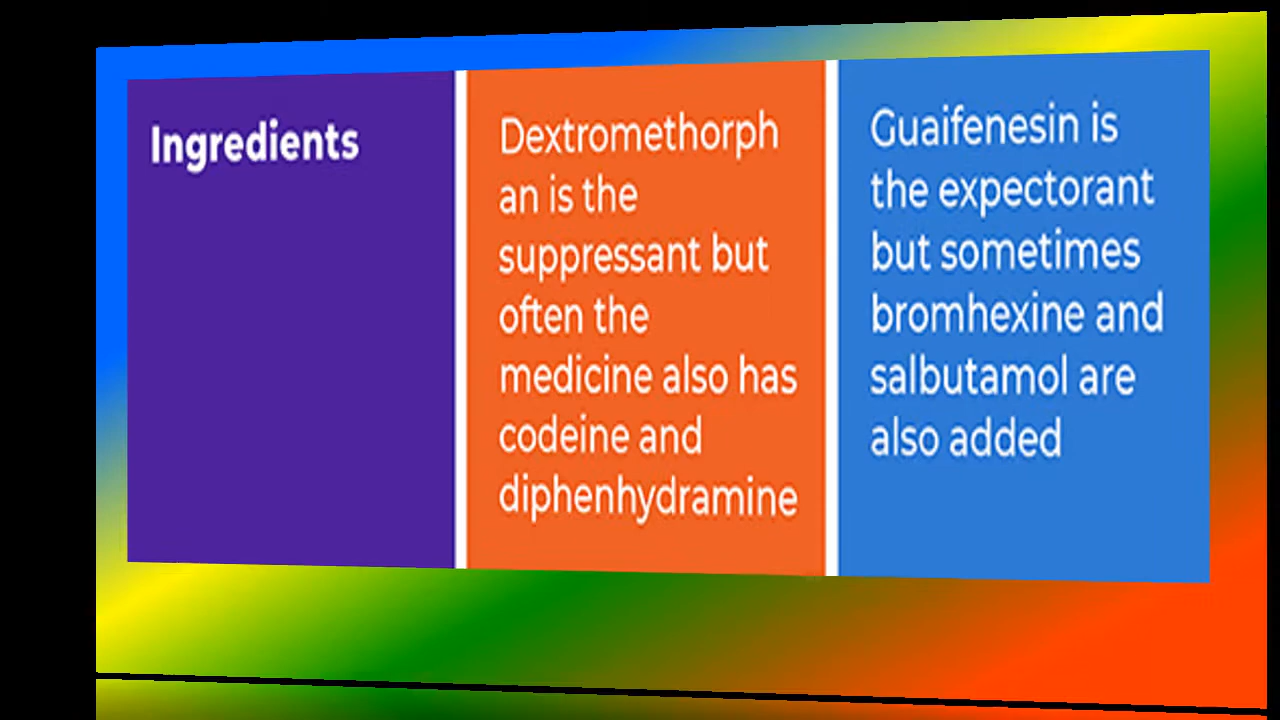 Ingredients
Dextromethorph
an is the
suppressant but
often the
medicine also has
codeine and
diphenhydramine
Guaifenesin is
the expectorant
but sometimes
bromhexine and
salbutamol are
also added